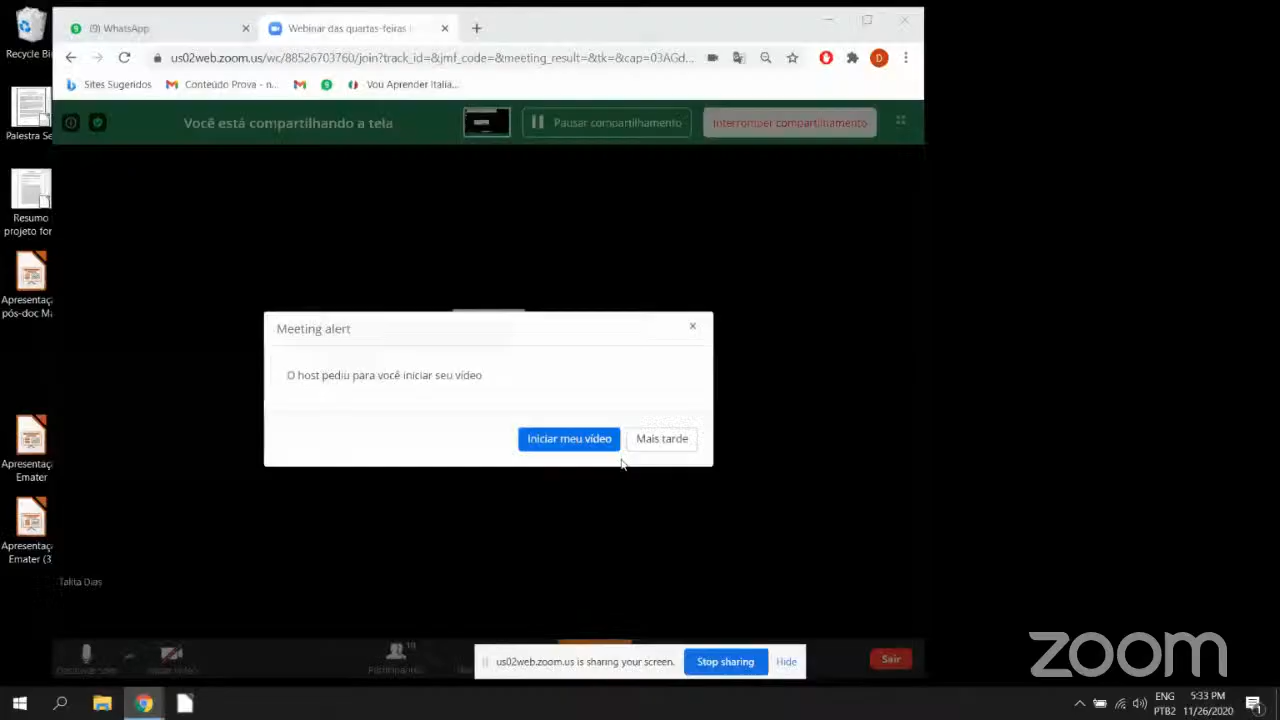 Recycle Bi
(9) WhatsApp
Webinar das quartas-feiras
us02web.zoom.us/wc/88526703760/join?track_id=&jmf_code=&meeting_result=&tk=&cap=03AGd...
D
Sites Sugeridos
Conteúdo Prova - n...
Vou Aprender Italia...
Palestra Se
Você está compartilhando a tela
Pausar compartilhamento
Interromper compartilhamento
Resumo
projeto for
Apresentaç
pós-doc Ma
Meeting alert
O host pediu para você iniciar seu vídeo
Iniciar meu vídeo
Mais tarde
Apresentaç
Emater
Apresentaç
Emater (3
Talita Dias
us02web.zoom.us is sharing your screen.
Stop sharing
Hide
Sair
zoom
ENG
PTB2
5:33 PM
11/26/2020
1